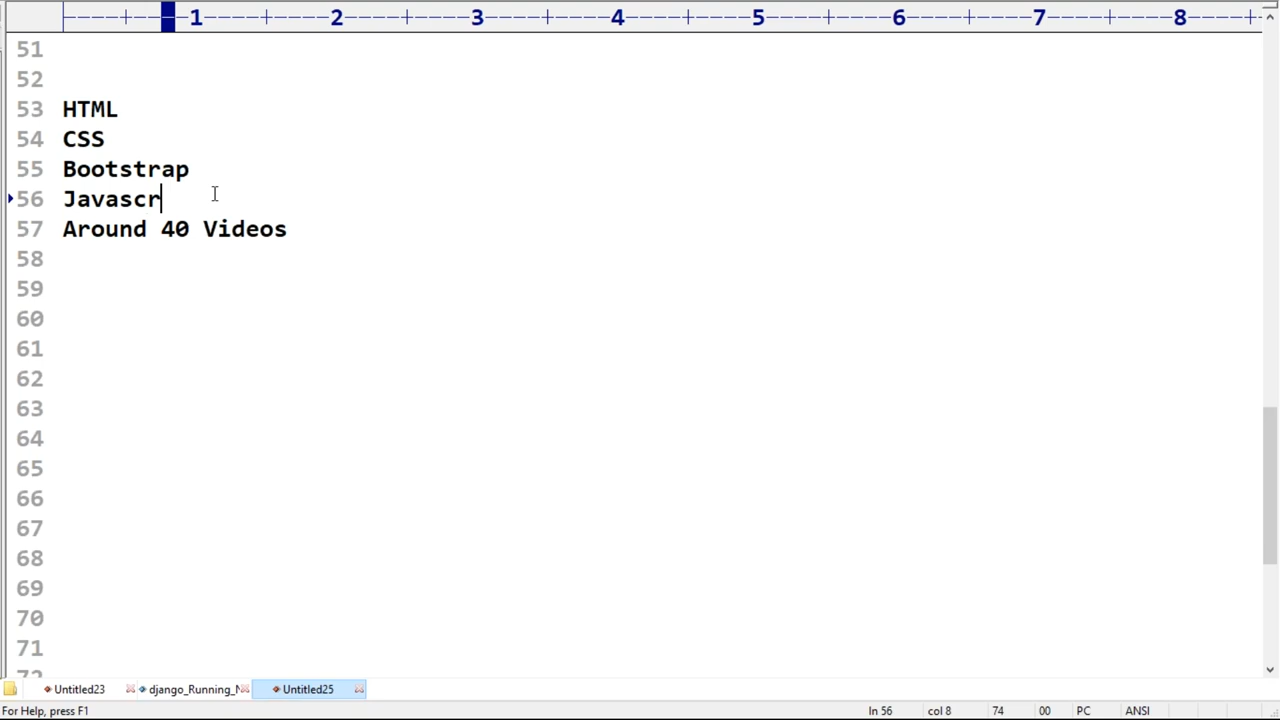 1 2 3 4 5 6 7 8
51
52
53 HTML
54 CSS
55 Bootstrap
56 Javascr
57 Around 40 Videos
58
59
60
61
62
63
64
65
66
67
68
69
70
71
Untitled23 django_Running_N Untitled25
For Help, press F1 ln 56 col 8 74 00 PC ANSI